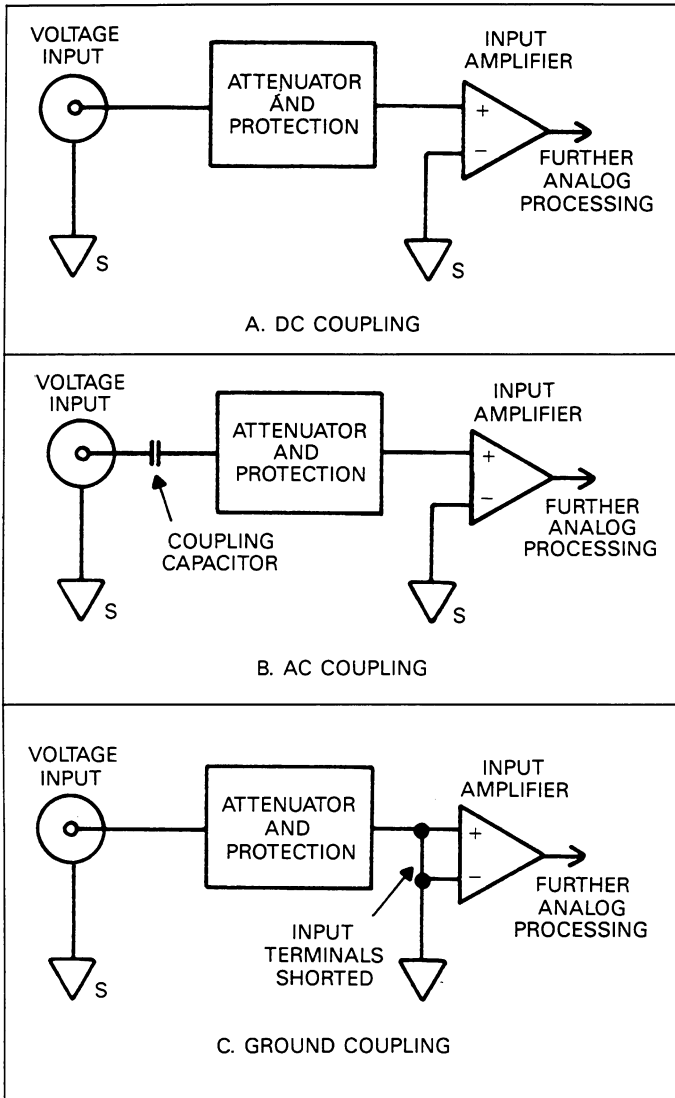 VOLTAGE
INPUT
ATTENUATOR
AND
PROTECTION
INPUT
AMPLIFIER
+
−
FURTHER
ANALOG
PROCESSING
S
S
A. DC COUPLING
VOLTAGE
INPUT
COUPLING
CAPACITOR
ATTENUATOR
AND
PROTECTION
INPUT
AMPLIFIER
+
−
FURTHER
ANALOG
PROCESSING
S
S
B. AC COUPLING
VOLTAGE
INPUT
ATTENUATOR
AND
PROTECTION
INPUT
AMPLIFIER
+
−
FURTHER
ANALOG
PROCESSING
INPUT
TERMINALS
SHORTED
S
C. GROUND COUPLING